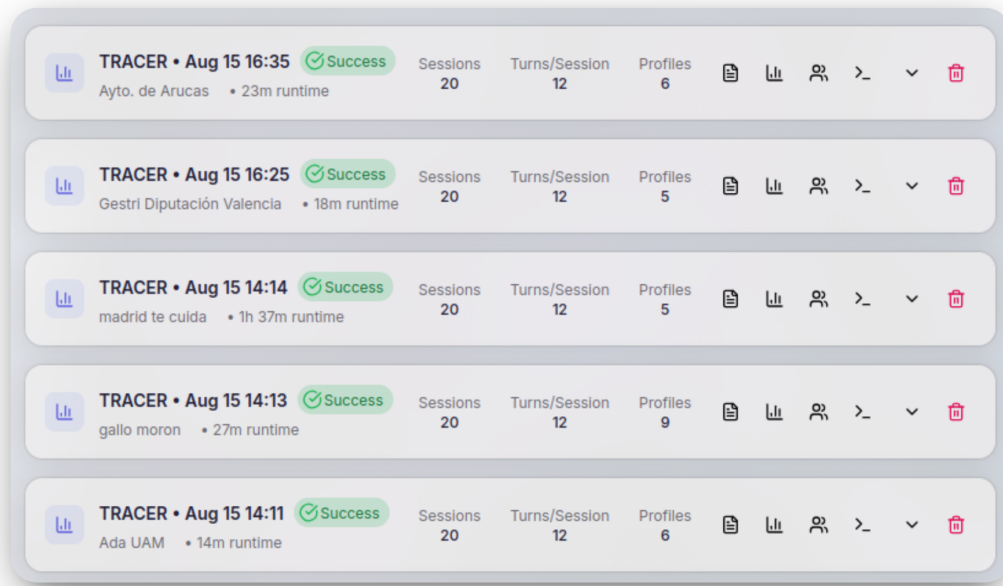 TRACER • Aug 15 16:35 Success
Ayto. de Arucas • 23m runtime
Sessions Turns/Session Profiles
20 12 6
TRACER • Aug 15 16:25 Success
Gestri Diputación Valencia • 18m runtime
Sessions Turns/Session Profiles
20 12 5
TRACER • Aug 15 14:14 Success
madrid te cuida • 1h 37m runtime
Sessions Turns/Session Profiles
20 12 5
TRACER • Aug 15 14:13 Success
gallo moron • 27m runtime
Sessions Turns/Session Profiles
20 12 9
TRACER • Aug 15 14:11 Success
Ada UAM • 14m runtime
Sessions Turns/Session Profiles
20 12 6